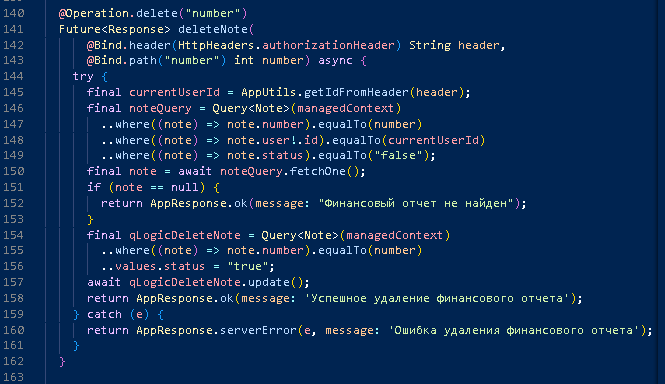 140 @Operation.delete("number")
141 Future<Response> deleteNote(
142 @Bind.header(HttpHeaders.authorizationHeader) String header,
143 @Bind.path("number") int number) async {
144 try {
145 final currentUserId = AppUtils.getIdFromHeader(header);
146 final noteQuery = Query<Note>(managedContext)
147 ..where((note) => note.number).equalTo(number)
148 ..where((note) => note.user!.id).equalTo(currentUserId)
149 ..where((note) => note.status).equalTo("false");
150 final note = await noteQuery.fetchOne();
151 if (note == null) {
152 return AppResponse.ok(message: "Финансовый отчет не найден");
153 }
154 final qLogicDeleteNote = Query<Note>(managedContext)
155 ..where((note) => note.number).equalTo(number)
156 ..values.status = "true";
157 await qLogicDeleteNote.update();
158 return AppResponse.ok(message: 'Успешное удаление финансового отчета');
159 } catch (e) {
160 return AppResponse.serverError(e, message: 'Ошибка удаления финансового отчета');
161 }
162 }
163